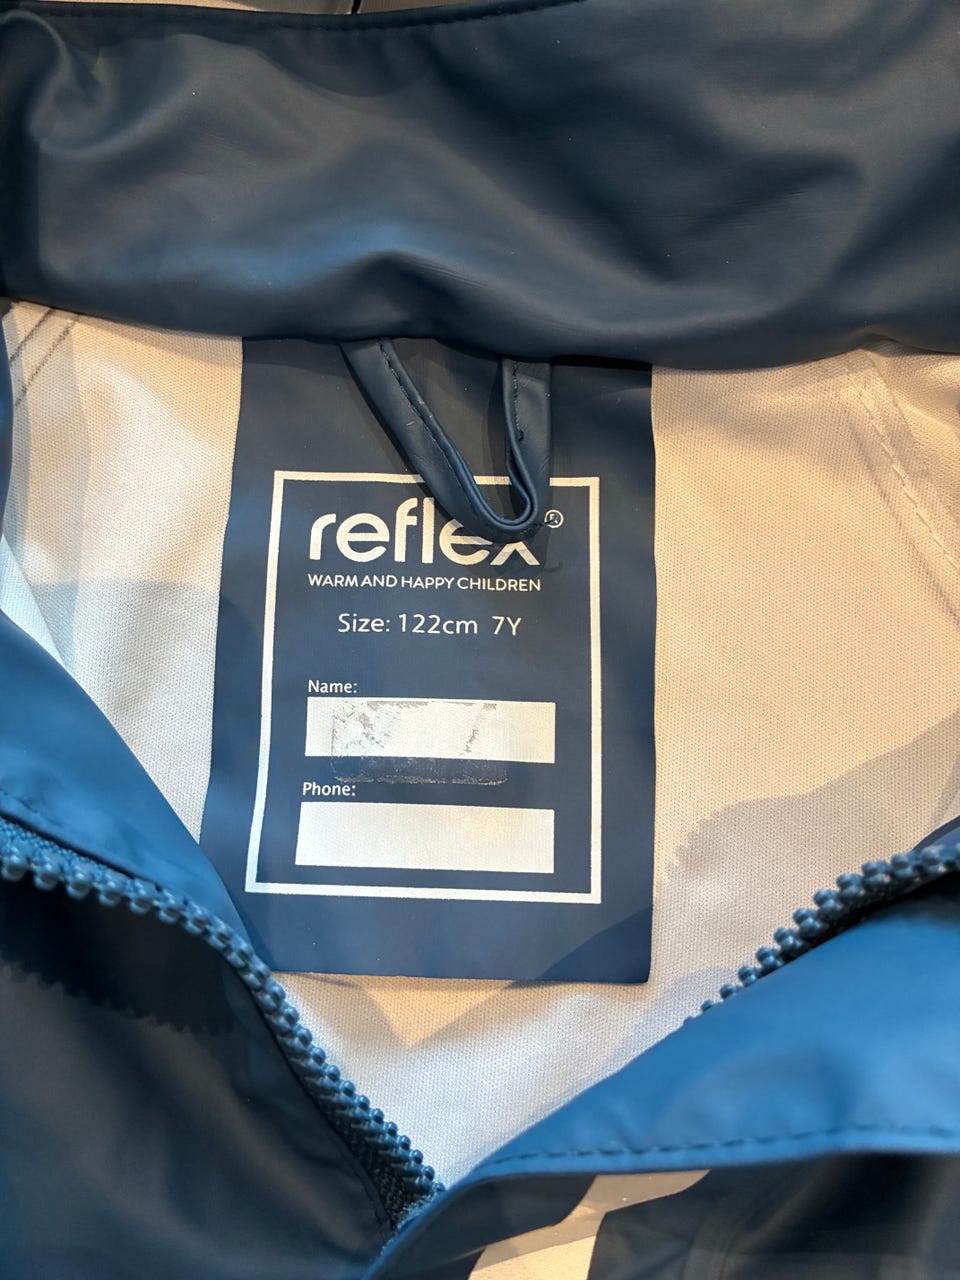 reflex®
WARM AND HAPPY CHILDREN
Size: 122cm 7Y
Name:
Phone: